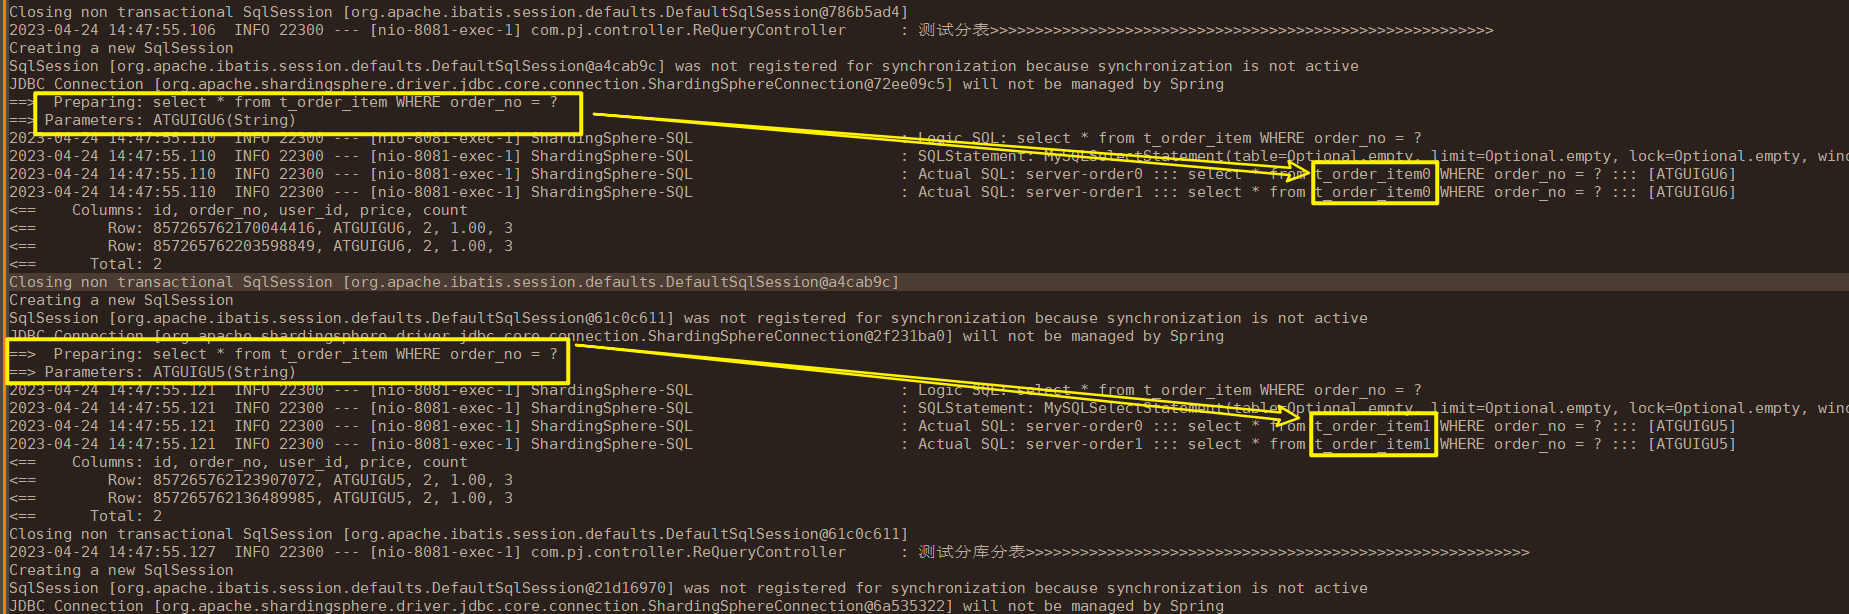 Closing non transactional SqlSession [org.apache.ibatis.session.defaults.DefaultSqlSession@786b5ad4]
2023-04-24 14:47:55.106  INFO 22300 --- [nio-8081-exec-1] com.pj.controller.ReQueryController      : 测试分表>>>>>>>>>>>>>>>>>>>>>>>>>>>>>>>>>>>>>>>>>>>>>>>>>>>>>>>>
Creating a new SqlSession
SqlSession [org.apache.ibatis.session.defaults.DefaultSqlSession@a4cab9c] was not registered for synchronization because synchronization is not active
JDBC Connection [org.apache.shardingsphere.driver.jdbc.core.connection.ShardingSphereConnection@72ee09c5] will not be managed by Spring
==>  Preparing: select * from t_order_item WHERE order_no = ?
==> Parameters: ATGUIGU6(String)
2023-04-24 14:47:55.110  INFO 22300 --- [nio-8081-exec-1] ShardingSphere-SQL                       : Logic SQL: select * from t_order_item WHERE order_no = ?
2023-04-24 14:47:55.110  INFO 22300 --- [nio-8081-exec-1] ShardingSphere-SQL                       : SQLStatement: MySQLSelectStatement(table=Optional.empty, limit=Optional.empty, lock=Optional.empty, wind
2023-04-24 14:47:55.110  INFO 22300 --- [nio-8081-exec-1] ShardingSphere-SQL                       : Actual SQL: server-order0 ::: select * from t_order_item0 WHERE order_no = ? ::: [ATGUIGU6]
2023-04-24 14:47:55.110  INFO 22300 --- [nio-8081-exec-1] ShardingSphere-SQL                       : Actual SQL: server-order1 ::: select * from t_order_item0 WHERE order_no = ? ::: [ATGUIGU6]
<==    Columns: id, order_no, user_id, price, count
<==        Row: 857265762170044416, ATGUIGU6, 2, 1.00, 3
<==        Row: 857265762203598849, ATGUIGU6, 2, 1.00, 3
<==      Total: 2
Closing non transactional SqlSession [org.apache.ibatis.session.defaults.DefaultSqlSession@a4cab9c]
Creating a new SqlSession
SqlSession [org.apache.ibatis.session.defaults.DefaultSqlSession@61c0c611] was not registered for synchronization because synchronization is not active
JDBC Connection [org.apache.shardingsphere.driver.jdbc.core.connection.ShardingSphereConnection@2f231ba0] will not be managed by Spring
==>  Preparing: select * from t_order_item WHERE order_no = ?
==> Parameters: ATGUIGU5(String)
2023-04-24 14:47:55.121  INFO 22300 --- [nio-8081-exec-1] ShardingSphere-SQL                       : Logic SQL: select * from t_order_item WHERE order_no = ?
2023-04-24 14:47:55.121  INFO 22300 --- [nio-8081-exec-1] ShardingSphere-SQL                       : SQLStatement: MySQLSelectStatement(table=Optional.empty, limit=Optional.empty, lock=Optional.empty, wind
2023-04-24 14:47:55.121  INFO 22300 --- [nio-8081-exec-1] ShardingSphere-SQL                       : Actual SQL: server-order0 ::: select * from t_order_item1 WHERE order_no = ? ::: [ATGUIGU5]
2023-04-24 14:47:55.121  INFO 22300 --- [nio-8081-exec-1] ShardingSphere-SQL                       : Actual SQL: server-order1 ::: select * from t_order_item1 WHERE order_no = ? ::: [ATGUIGU5]
<==    Columns: id, order_no, user_id, price, count
<==        Row: 857265762123907072, ATGUIGU5, 2, 1.00, 3
<==        Row: 857265762136489985, ATGUIGU5, 2, 1.00, 3
<==      Total: 2
Closing non transactional SqlSession [org.apache.ibatis.session.defaults.DefaultSqlSession@61c0c611]
2023-04-24 14:47:55.127  INFO 22300 --- [nio-8081-exec-1] com.pj.controller.ReQueryController      : 测试分库分表>>>>>>>>>>>>>>>>>>>>>>>>>>>>>>>>>>>>>>>>>>>>>>>>>>>>>>>>
Creating a new SqlSession
SqlSession [org.apache.ibatis.session.defaults.DefaultSqlSession@21d16970] was not registered for synchronization because synchronization is not active
JDBC Connection [org.apache.shardingsphere.driver.jdbc.core.connection.ShardingSphereConnection@6a535322] will not be managed by Spring